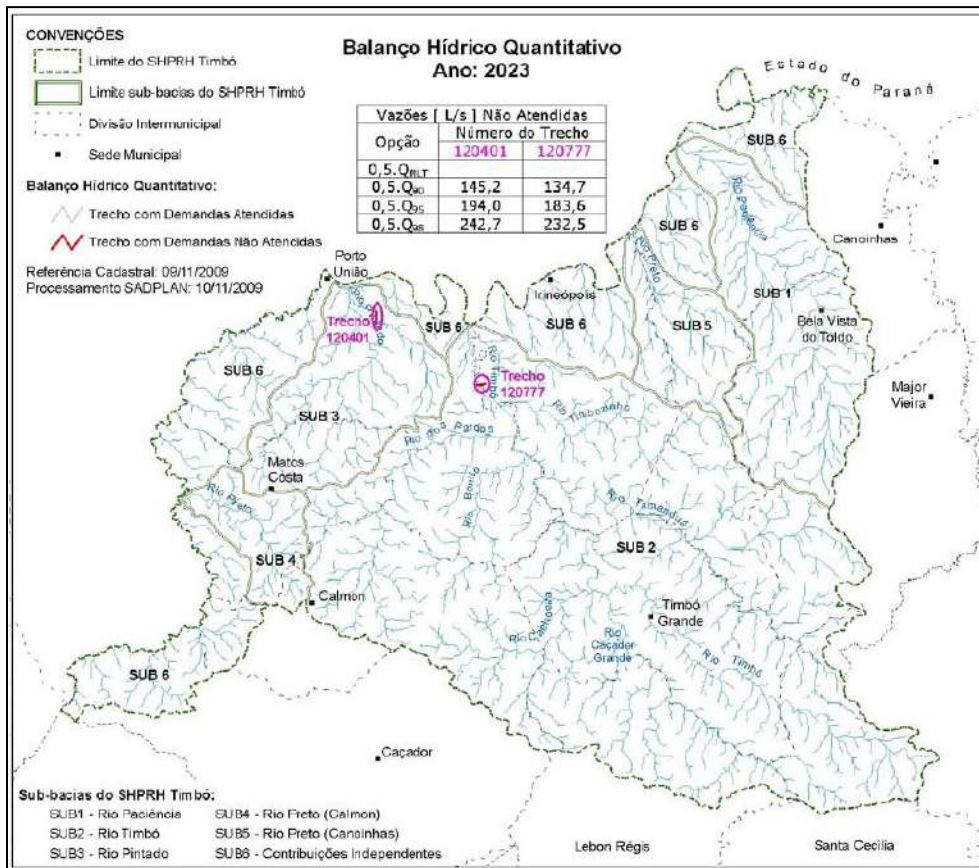 CONVENÇÕES
Limite do SHPRH Timbó
Limite sub-bacias do SHPRH Timbó
Divisão Intermunicipal
Sede Municipal
Balanço Hídrico Quantitativo:
Trecho com Demandas Atendidas
Trecho com Demandas Não Atendidas
Referência Cadastral: 09/11/2009
Processamento SADPLAN: 10/11/2009
Balanço Hídrico Quantitativo
Ano: 2023
Vazões [ L/s ] Não Atendidas
Opção Número do Trecho
120401 120777
0,5.QMLT
0,5.Q90 145,2 134,7
0,5.Q95 194,0 183,6
0,5.Q98 242,7 232,5
Estado do Paraná
SUB 6
Rio Paciência
Canoinhas
SUB 6
Rio Preto
Porto
União
Irineópolis
SUB 1
Bela Vista
do Toldo
Trecho
120401
SUB 6
SUB 6
SUB 5
Rio Timbó
Trecho
120777
Major
Vieira
SUB 6
SUB 3
Rio Timbozinho
Rio dos Pardos
Matos
Costa
Rio Bonito
Rio Preto
Rio Tamanduá
SUB 2
SUB 4
Calmon
Timbó
Grande
Rio
Caçador
Grande
Rio Timbó
SUB 6
Caçador
Sub-bacias do SHPRH Timbó:
SUB1 - Rio Paciência SUB4 - Rio Preto (Calmon)
SUB2 - Rio Timbó SUB5 - Rio Preto (Canoinhas)
SUB3 - Rio Pintado SUB6 - Contribuições Independentes
Lebon Régis
Santa Cecilia